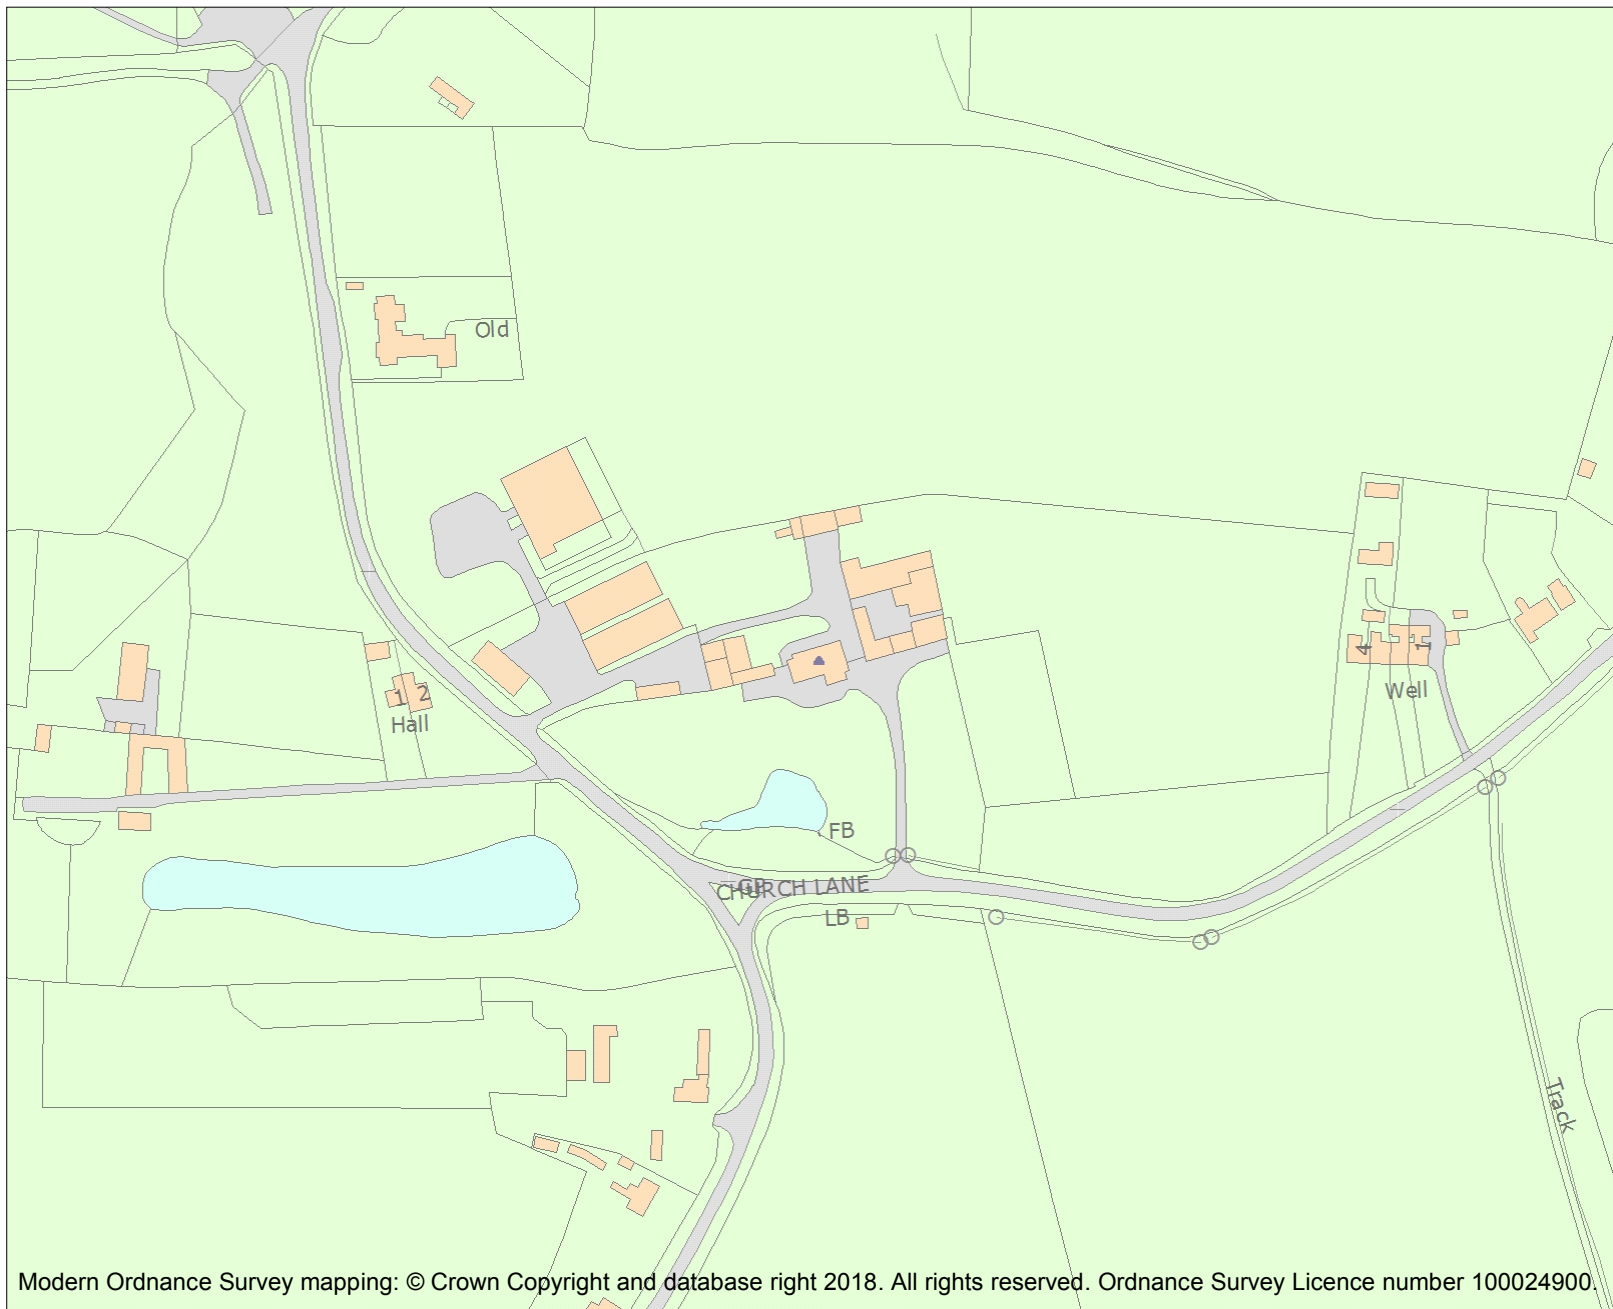 Old
1 2
Hall
4
1
Well
FB
GP
CHURCH LANE
LB
Track
Modern Ordnance Survey mapping: © Crown Copyright and database right 2018. All rights reserved. Ordnance Survey Licence number 100024900.